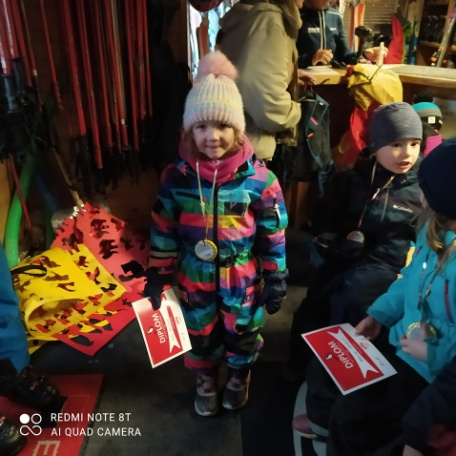 DIPLOM
DIPLOM
REDMI NOTE 8T
AI QUAD CAMERA